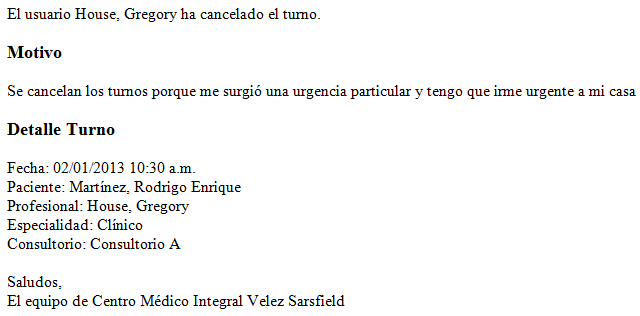 El usuario House, Gregory ha cancelado el turno.
Motivo
Se cancelan los turnos porque me surgió una urgencia particular y tengo que irme urgente a mi casa
Detalle Turno
Fecha: 02/01/2013 10:30 a.m.
Paciente: Martínez, Rodrigo Enrique
Profesional: House, Gregory
Especialidad: Clínico
Consultorio: Consultorio A
Saludos,
El equipo de Centro Médico Integral Velez Sarsfield